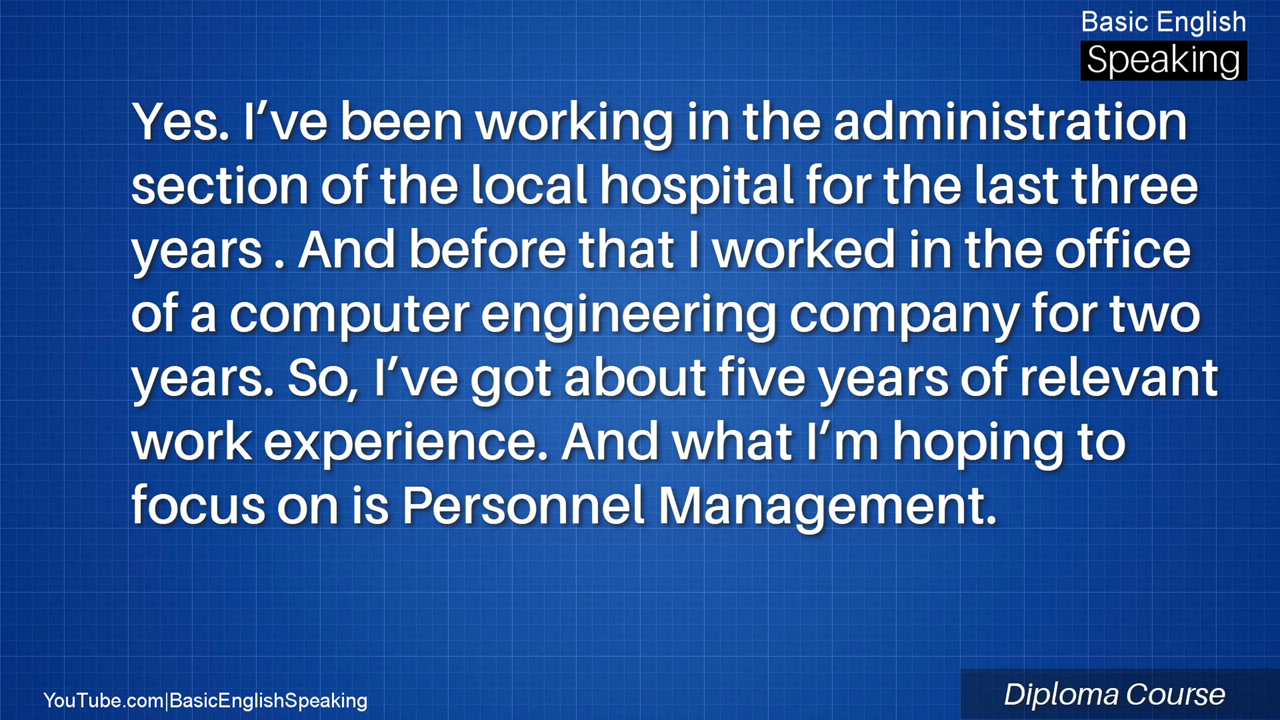 Basic English
Speaking
Yes. I’ve been working in the administration
section of the local hospital for the last three
years . And before that I worked in the office
of a computer engineering company for two
years. So, I’ve got about five years of relevant
work experience. And what I’m hoping to
focus on is Personnel Management.
YouTube.com|BasicEnglishSpeaking
Diploma Course